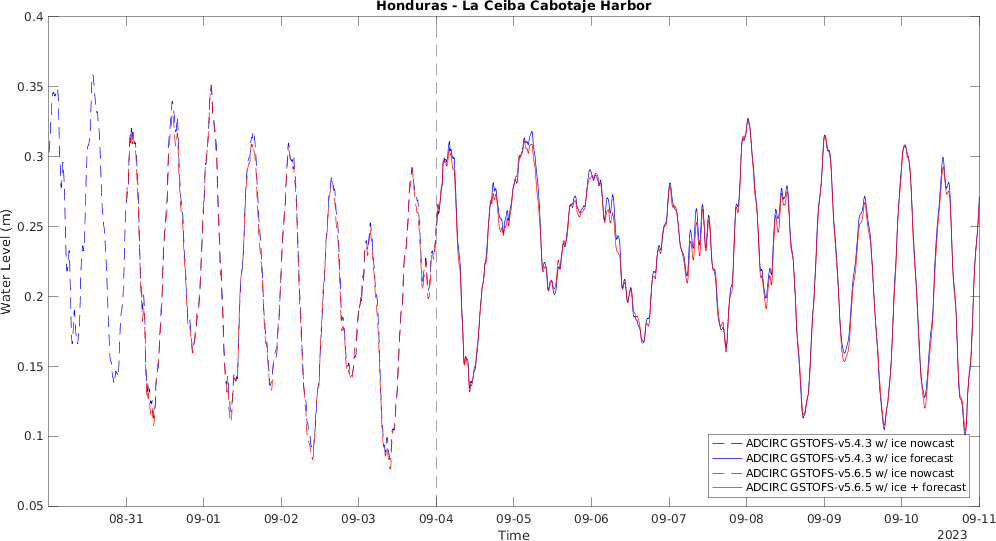 Honduras - La Ceiba Cabotaje Harbor
0.4
0.35
0.3
0.25
0.2
0.15
0.1
0.05
Water Level (m)
ADCIRC GSTOFS-v5.4.3 w/ ice nowcast
ADCIRC GSTOFS-v5.4.3 w/ ice forecast
ADCIRC GSTOFS-v5.6.5 w/ ice nowcast
ADCIRC GSTOFS-v5.6.5 w/ ice + forecast
08-31 09-01 09-02 09-03 09-04 09-05 09-06 09-07 09-08 09-09 09-10 09-11
Time
2023